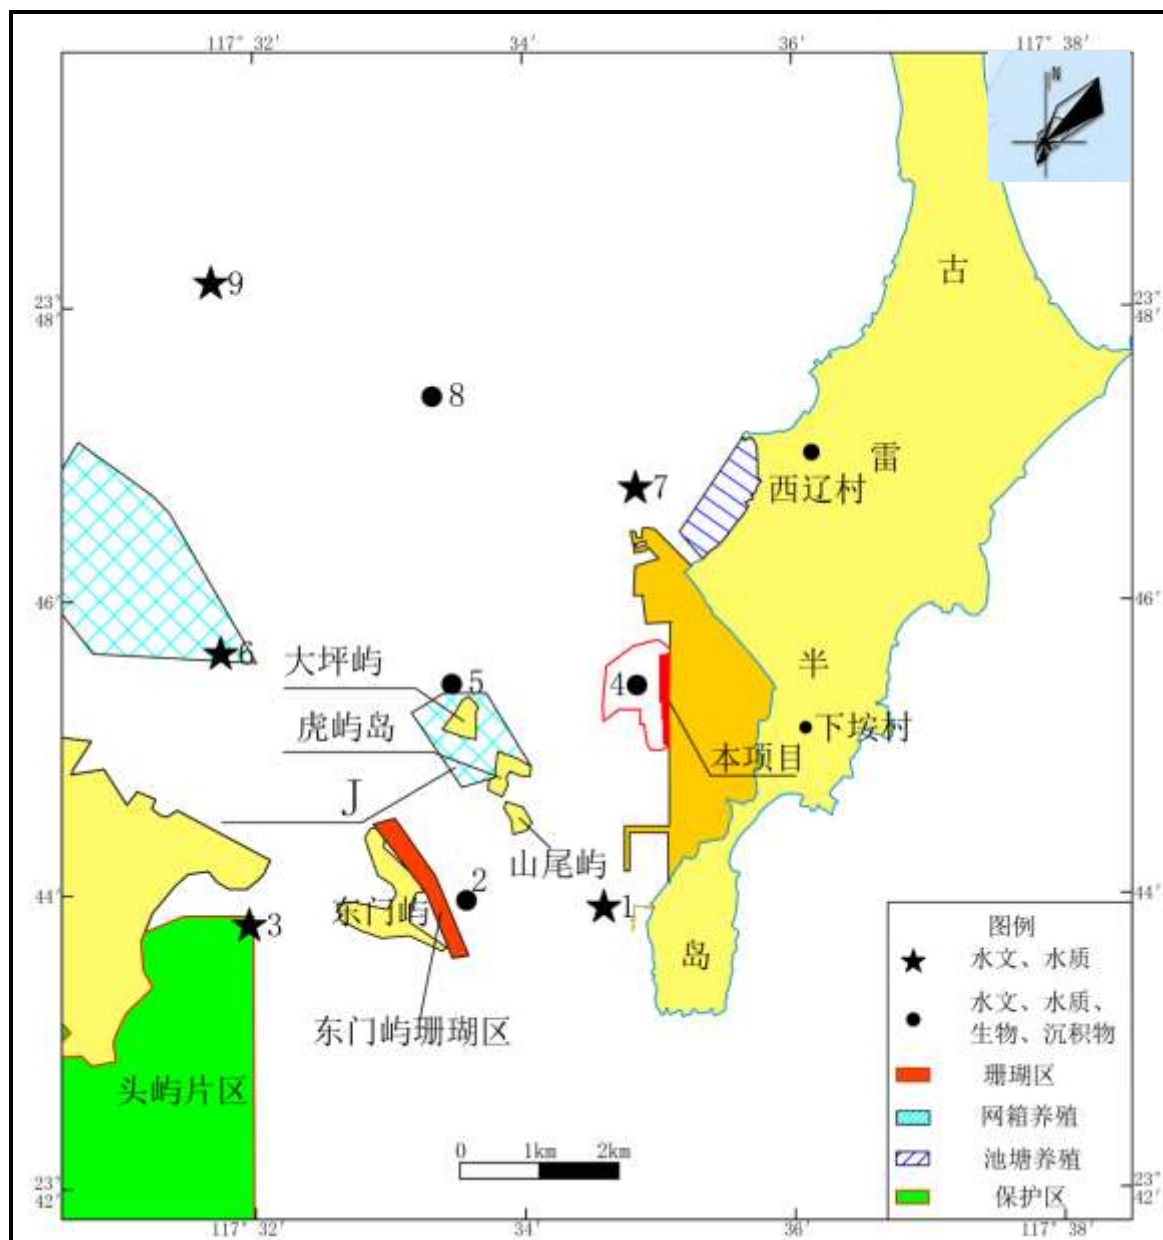 117° 32′
34′
36′
117° 38′
N
古
9
23°
48′
23°
48′
8
雷
7
西辽村
46′
46′
6
大坪屿
5
4
半
虎屿岛
下垵村
本项目
J
山尾屿
2
44′
44′
东门屿
1
3
图例
水文、水质
岛
水文、水质、
生物、沉积物
东门屿珊瑚区
珊瑚区
头屿片区
网箱养殖
0 1km 2km
池塘养殖
保护区
23°
42′
23°
42′
117° 32′
34′
36′
117° 38′